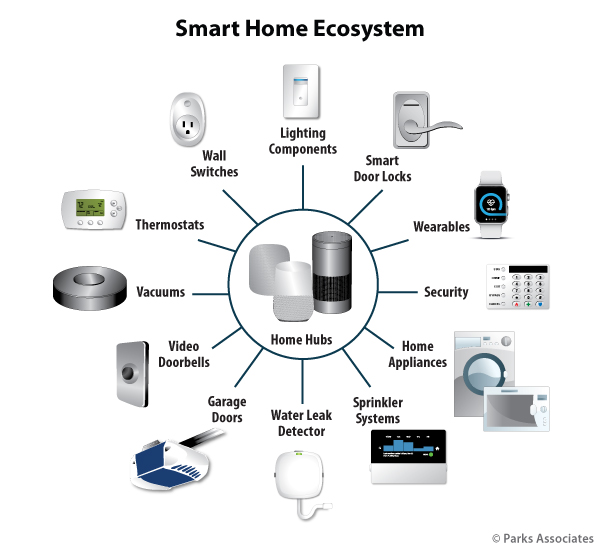 Smart Home Ecosystem
Lighting
Components
Wall
Switches
Smart
Door Locks
Thermostats
Wearables
Vacuums
Security
Home Hubs
Video
Doorbells
Home
Appliances
Garage
Doors
Water Leak
Detector
Sprinkler
Systems
© Parks Associates